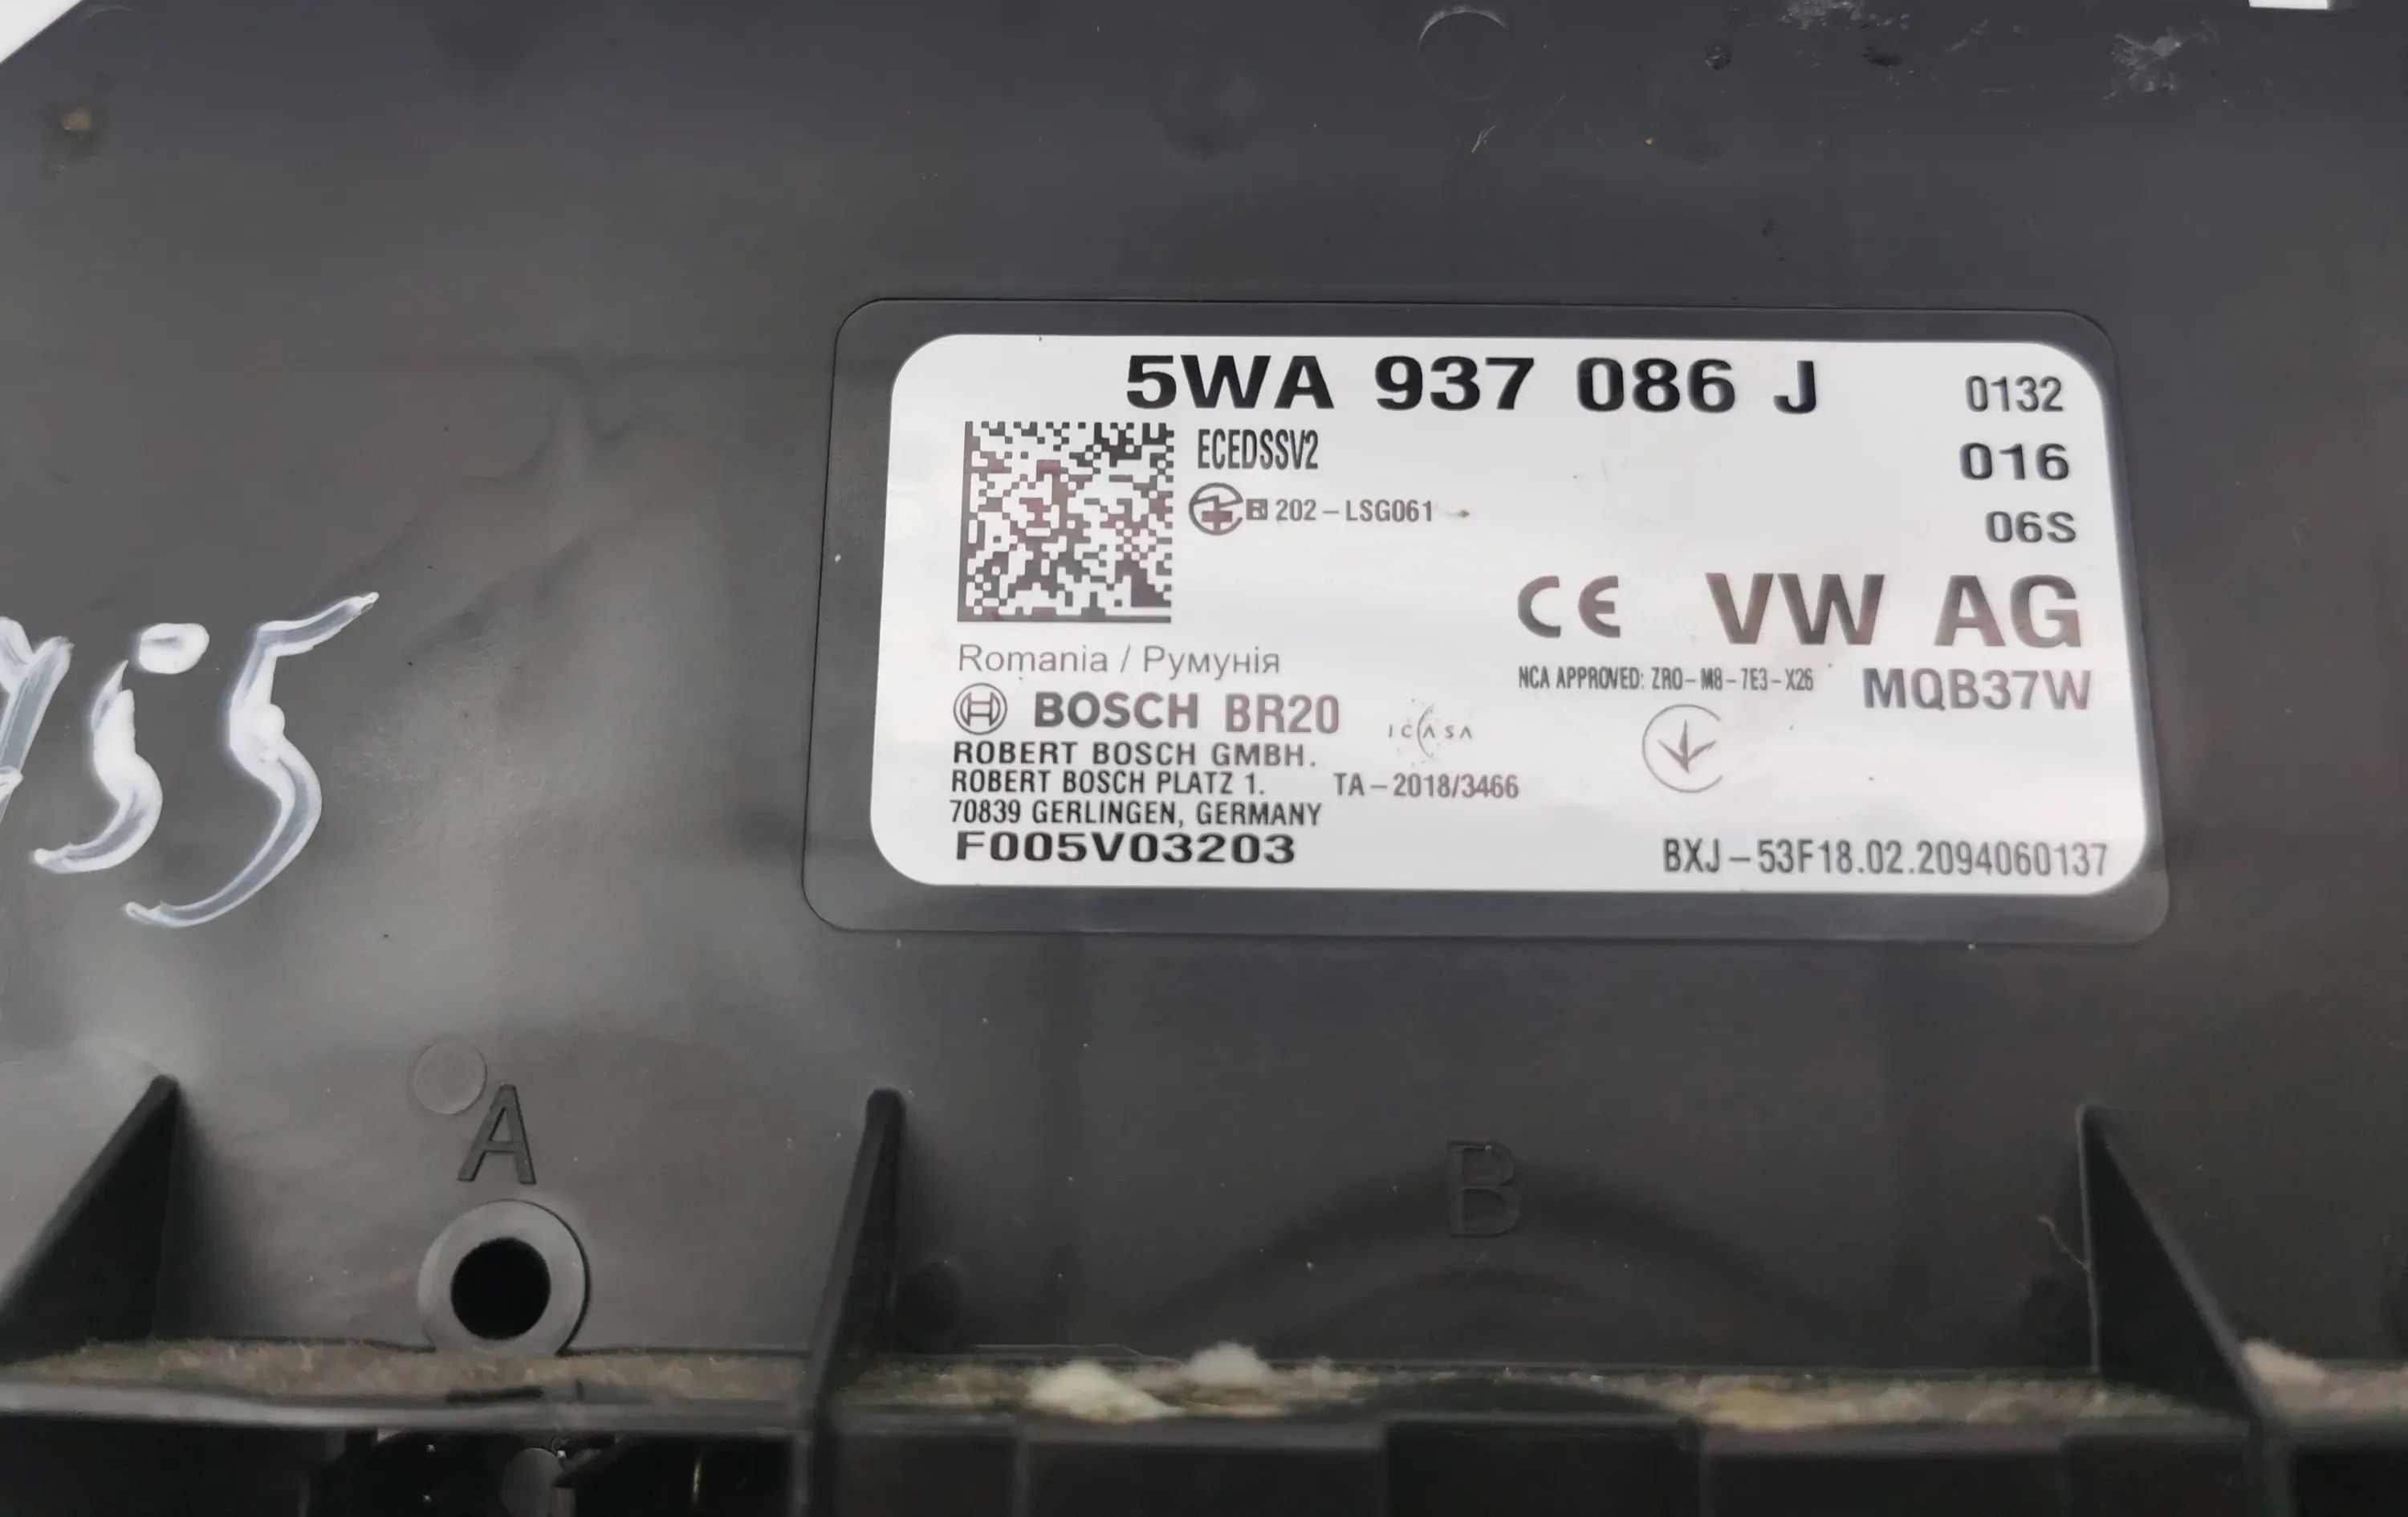 5WA 937 086 J
0132
ECEDSSV2
016
R 202-LSG061
06S
CE VW AG
Romania / Румунія
NCA APPROVED: ZRO-M8-7E3-X26
MQB37W
BOSCH BR20
ICASA
ROBERT BOSCH GMBH.
ROBERT BOSCH PLATZ 1.
TA-2018/3466
70839 GERLINGEN, GERMANY
F005V03203
BXJ-53F18.02.2094060137
A
B